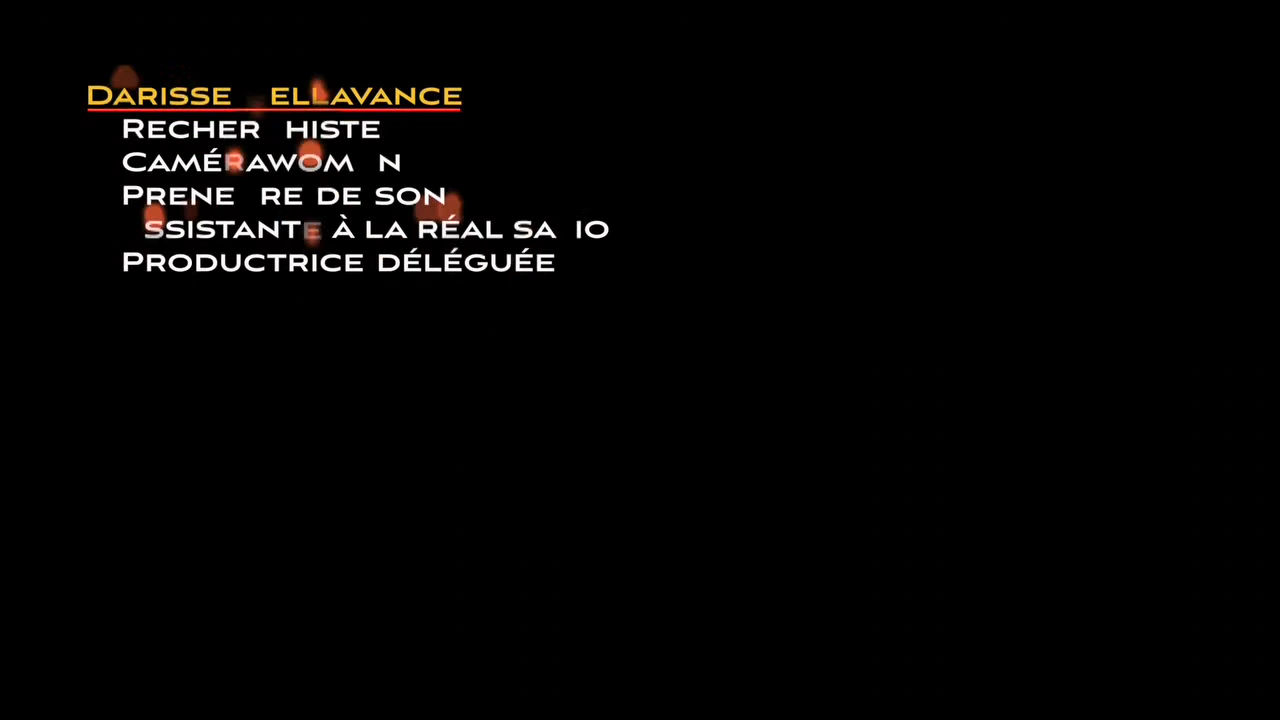 DARISSE ELLAVANCE
RECHER HISTE
CAMÉRAWOM N
PRENE RE DE SON
SSISTANTE À LA RÉAL SA IO
PRODUCTRICE DÉLÉGUÉE